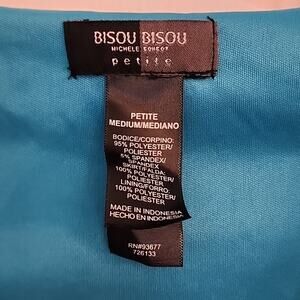 BISOU BISOU
MICHELE BOHBOT
petite
PETITE
MEDIUM/MEDIANO
BODICE/CORPINO:
95% POLYESTER/
POLIESTER
5% SPANDEX/
SPANDEX
SKIRT/FALDA:
100% POLYESTER/
POLIESTER
LINING/FORRO:
100% POLYESTER/
POLIESTER
MADE IN INDONESIA
HECHO EN INDONESIA
RN#93677
726133